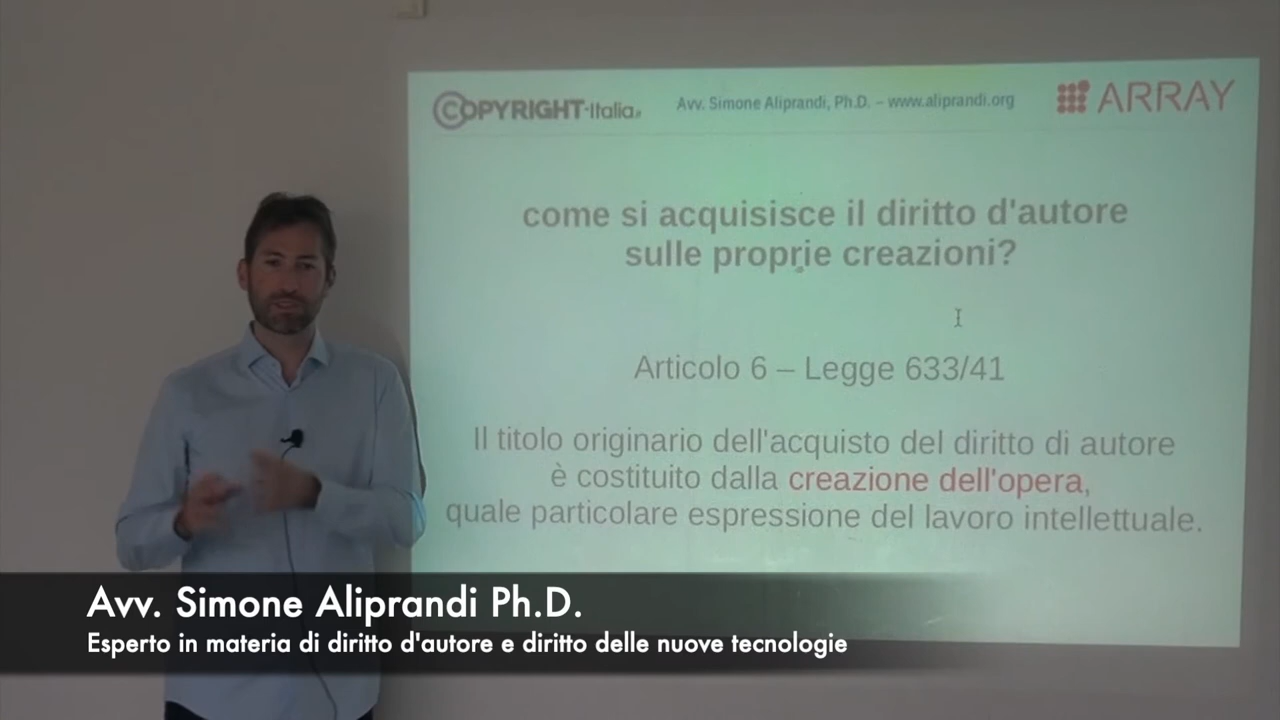 COPYRIGHT-Italia.it
Avv. Simone Aliprandi, Ph.D. – www.aliprandi.org
ARRAY
come si acquisisce il diritto d'autore
sulle proprie creazioni?
Articolo 6 – Legge 633/41
Il titolo originario dell'acquisto del diritto di autore
è costituito dalla creazione dell'opera,
quale particolare espressione del lavoro intellettuale.
Avv. Simone Aliprandi Ph.D.
Esperto in materia di diritto d'autore e diritto delle nuove tecnologie